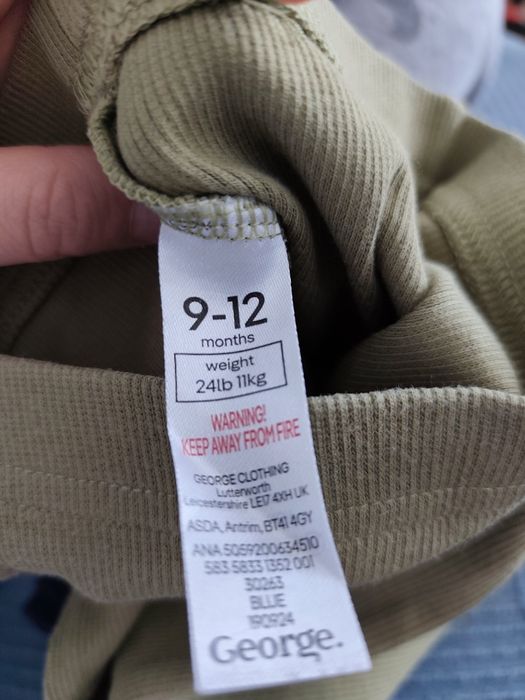 9-12
months
weight
24lb 11kg
WARNING!
KEEP AWAY FROM FIRE
GEORGE CLOTHING
Lutterworth
Leicestershire LE17 4XH UK
ASDA, Antrim, BT41 4GY
ANA 5059200634510
583 5833 1352 001
30263
BLUE
190924
George.